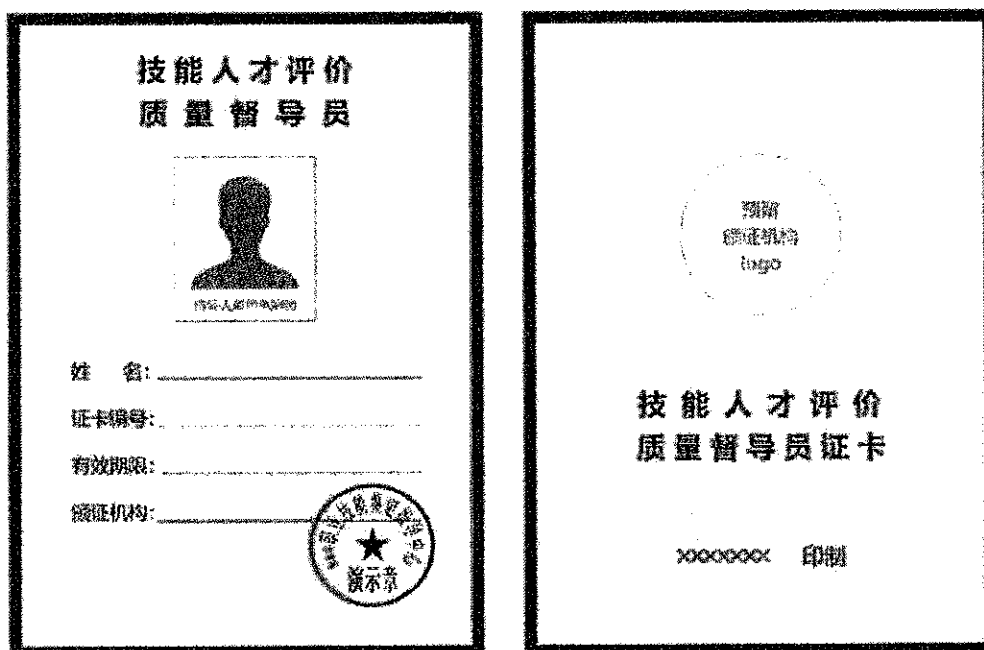 技能人才评价
质量督导员
姓 名:
证卡编号:
有效期限:
颁证机构:
演示章
预留
颁证机构
logo
技能人才评价
质量督导员证卡
XXXXXXX 印制